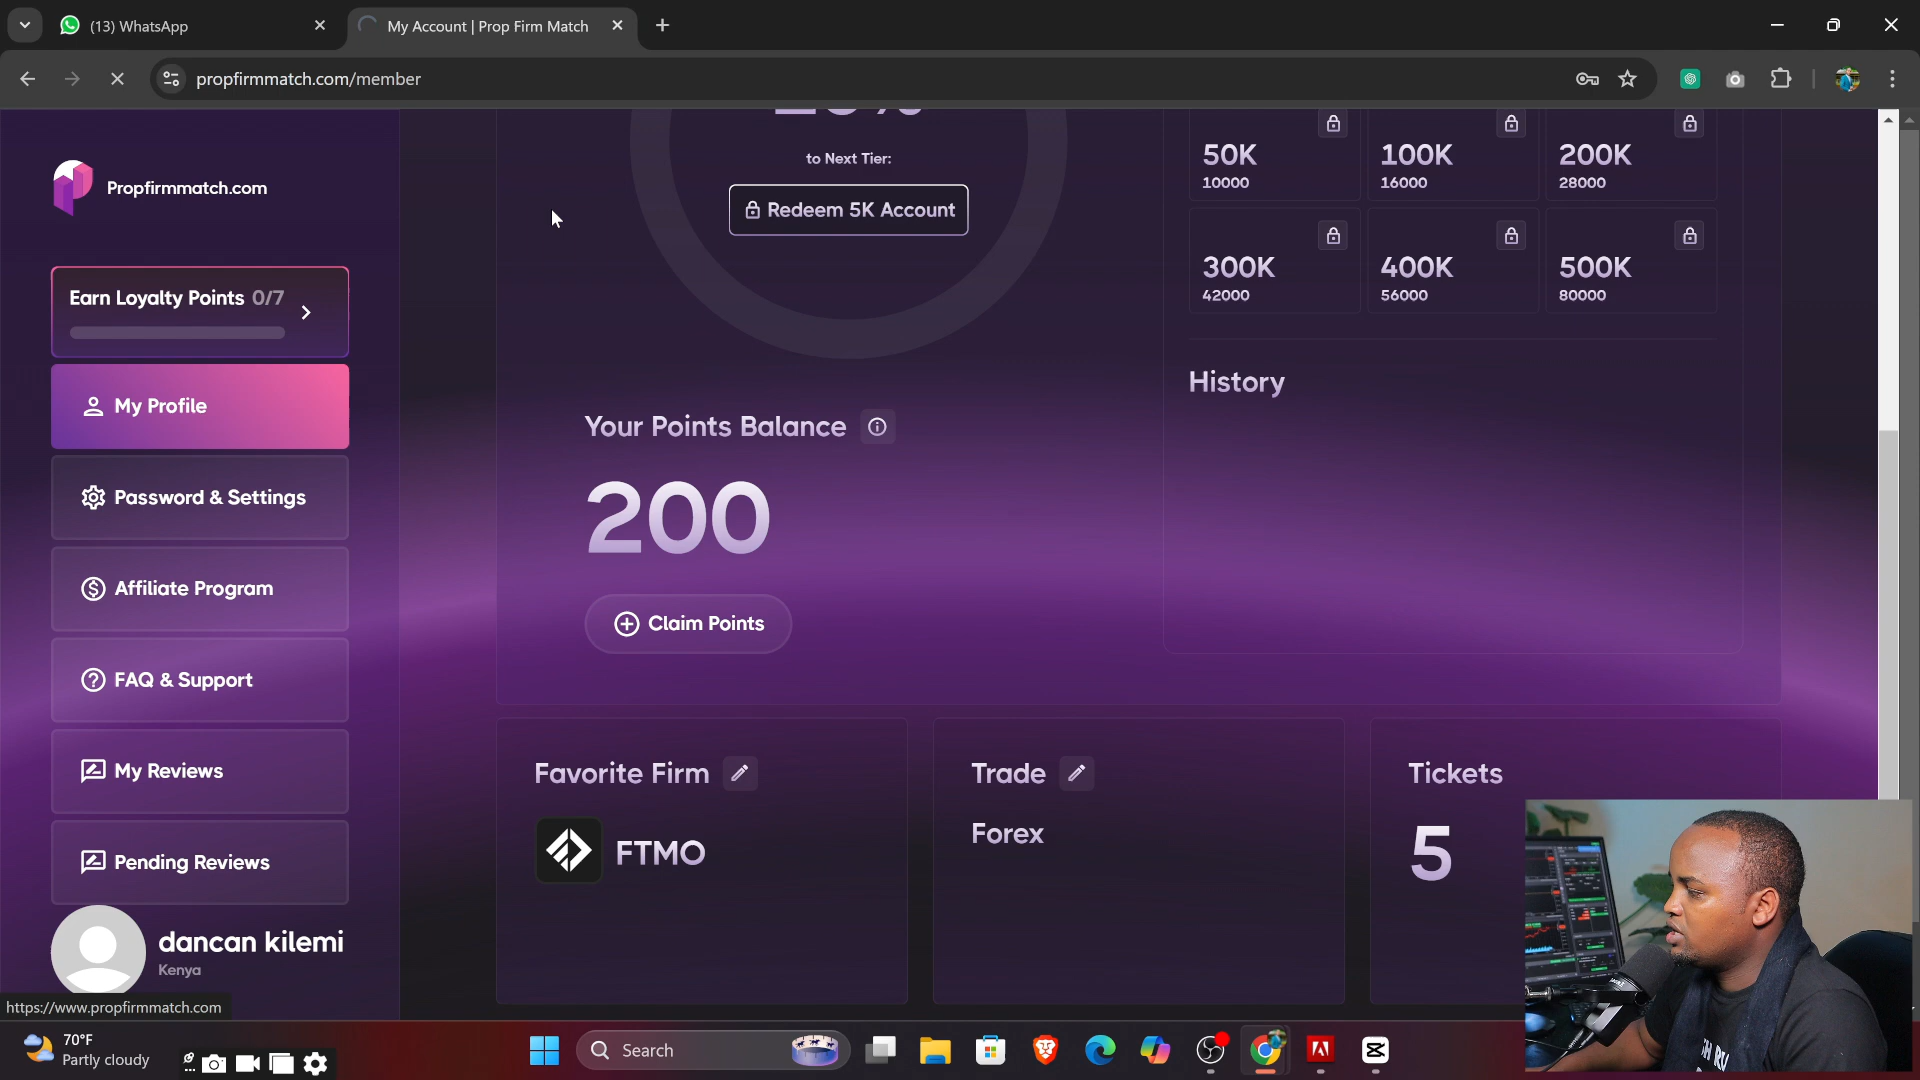 (13) WhatsApp
My Account | Prop Firm Match
propfirmmatch.com/member
Propfirmmatch.com
Earn Loyalty Points 0/7
My Profile
Password & Settings
Affiliate Program
FAQ & Support
My Reviews
Pending Reviews
dancan kilemi
Kenya
https://www.propfirmmatch.com
to Next Tier:
Redeem 5K Account
50K
10000
100K
16000
200K
28000
300K
42000
400K
56000
500K
80000
History
Your Points Balance
200
Claim Points
Favorite Firm
FTMO
Trade
Forex
Tickets
5
70°F
Partly cloudy
Search